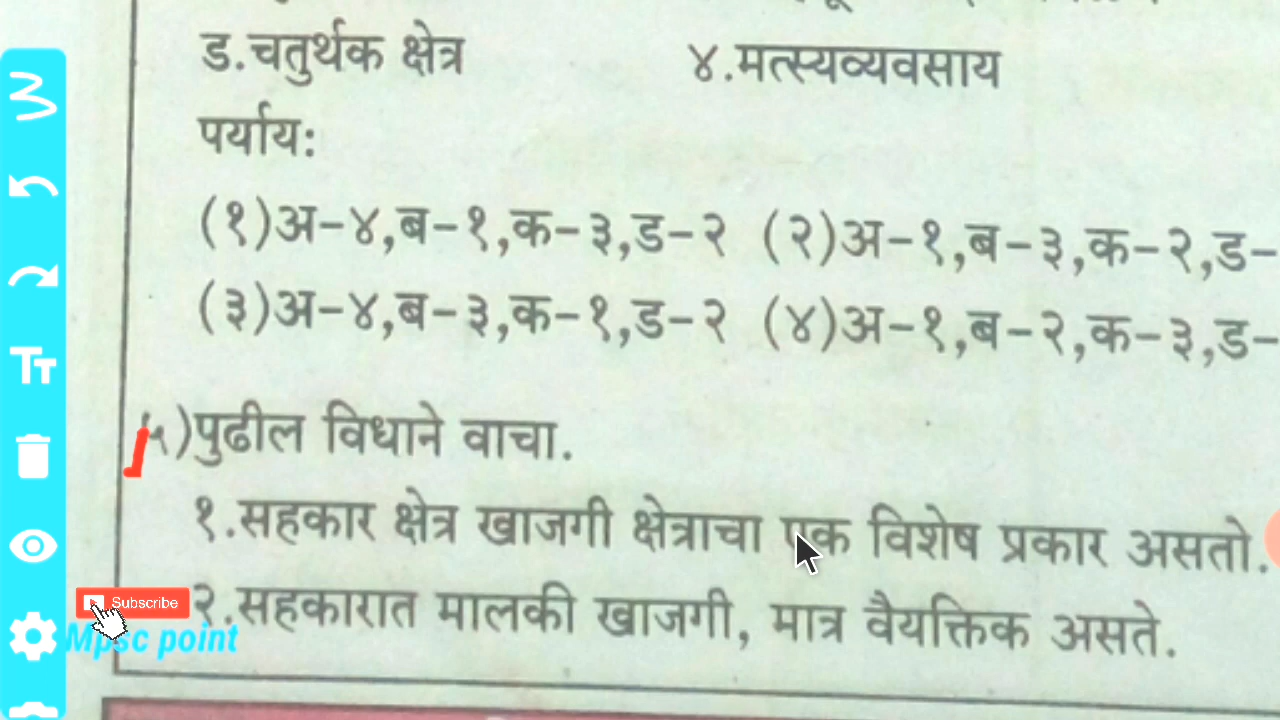 ड.चतुर्थक क्षेत्र ४.मत्स्यव्यवसाय
पर्याय:
(१)अ-४,ब-१,क-३,ड-२ (२)अ-१,ब-३,क-२,ड-
(३)अ-४,ब-३,क-१,ड-२ (४)अ-१,ब-२,क-३,ड-
५)पुढील विधाने वाचा.
१.सहकार क्षेत्र खाजगी क्षेत्राचा एक विशेष प्रकार असतो.
Subscribe २.सहकारात मालकी खाजगी, मात्र वैयक्तिक असते.
Mpsc point
Tт